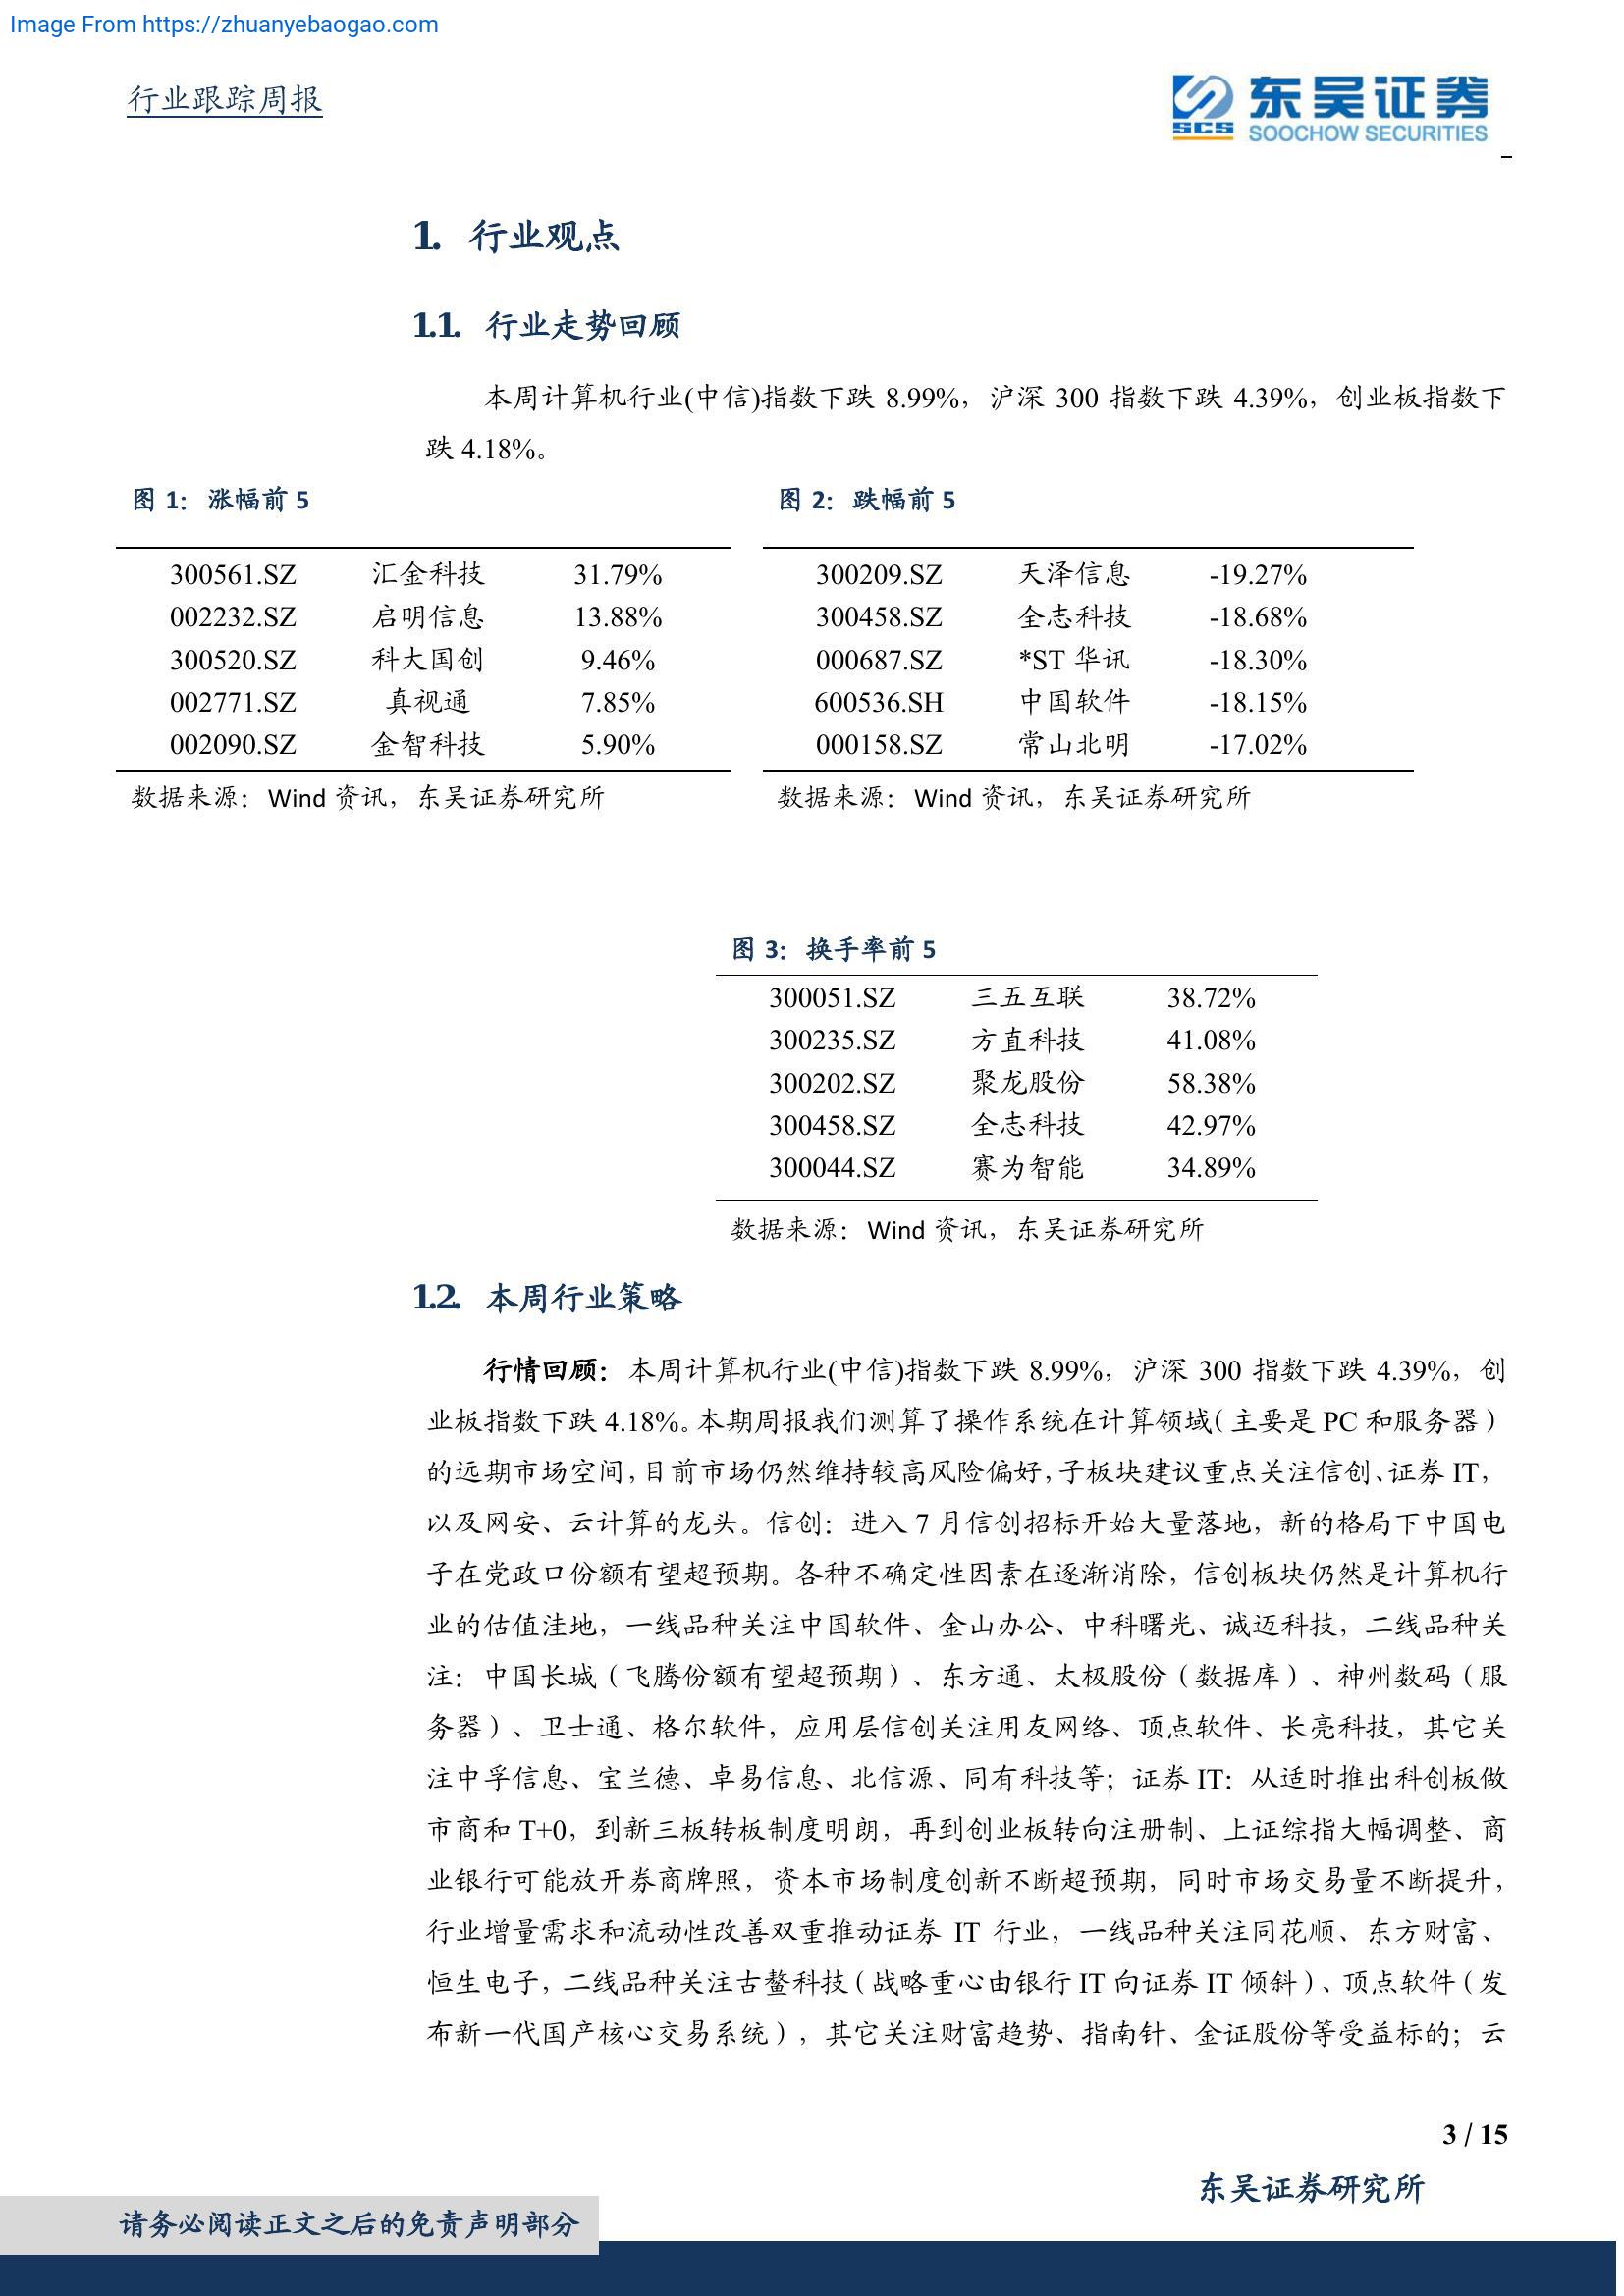 Image From https://zhuanyebaogao.com
行业跟踪周报
SCS
东吴证券
SOOCHOW SECURITIES
1. 行业观点
1.1. 行业走势回顾
本周计算机行业(中信)指数下跌 8.99%，沪深 300 指数下跌 4.39%，创业板指数下
跌 4.18%。
图 1： 涨幅前 5
300561.SZ 汇金科技 31.79%
002232.SZ 启明信息 13.88%
300520.SZ 科大国创 9.46%
002771.SZ 真视通 7.85%
002090.SZ 金智科技 5.90%
数据来源： Wind 资讯，东吴证券研究所
图 2： 跌幅前 5
300209.SZ 天泽信息 -19.27%
300458.SZ 全志科技 -18.68%
000687.SZ *ST 华讯 -18.30%
600536.SH 中国软件 -18.15%
000158.SZ 常山北明 -17.02%
数据来源： Wind 资讯，东吴证券研究所
图 3： 换手率前 5
300051.SZ 三五互联 38.72%
300235.SZ 方直科技 41.08%
300202.SZ 聚龙股份 58.38%
300458.SZ 全志科技 42.97%
300044.SZ 赛为智能 34.89%
数据来源： Wind 资讯，东吴证券研究所
1.2. 本周行业策略
行情回顾：本周计算机行业(中信)指数下跌 8.99%，沪深 300 指数下跌 4.39%，创
业板指数下跌 4.18%。本期周报我们测算了操作系统在计算领域（主要是 PC 和服务器）
的远期市场空间，目前市场仍然维持较高风险偏好，子板块建议重点关注信创、证券 IT，
以及网安、云计算的龙头。信创：进入 7 月信创招标开始大量落地，新的格局下中国电
子在党政口份额有望超预期。各种不确定性因素在逐渐消除，信创板块仍然是计算机行
业的估值洼地，一线品种关注中国软件、金山办公、中科曙光、诚迈科技，二线品种关
注：中国长城（飞腾份额有望超预期）、东方通、太极股份（数据库）、神州数码（服
务器）、卫士通、格尔软件，应用层信创关注用友网络、顶点软件、长亮科技，其它关
注中孚信息、宝兰德、卓易信息、北信源、同有科技等；证券 IT：从适时推出科创板做
市商和 T+0，到新三板转板制度明朗，再到创业板转向注册制、上证综指大幅调整、商
业银行可能放开券商牌照，资本市场制度创新不断超预期，同时市场交易量不断提升，
行业增量需求和流动性改善双重推动证券 IT 行业，一线品种关注同花顺、东方财富、
恒生电子，二线品种关注古鳌科技（战略重心由银行 IT 向证券 IT 倾斜）、顶点软件（发
布新一代国产核心交易系统），其它关注财富趋势、指南针、金证股份等受益标的；云
3 / 15
东吴证券研究所
请务必阅读正文之后的免责声明部分